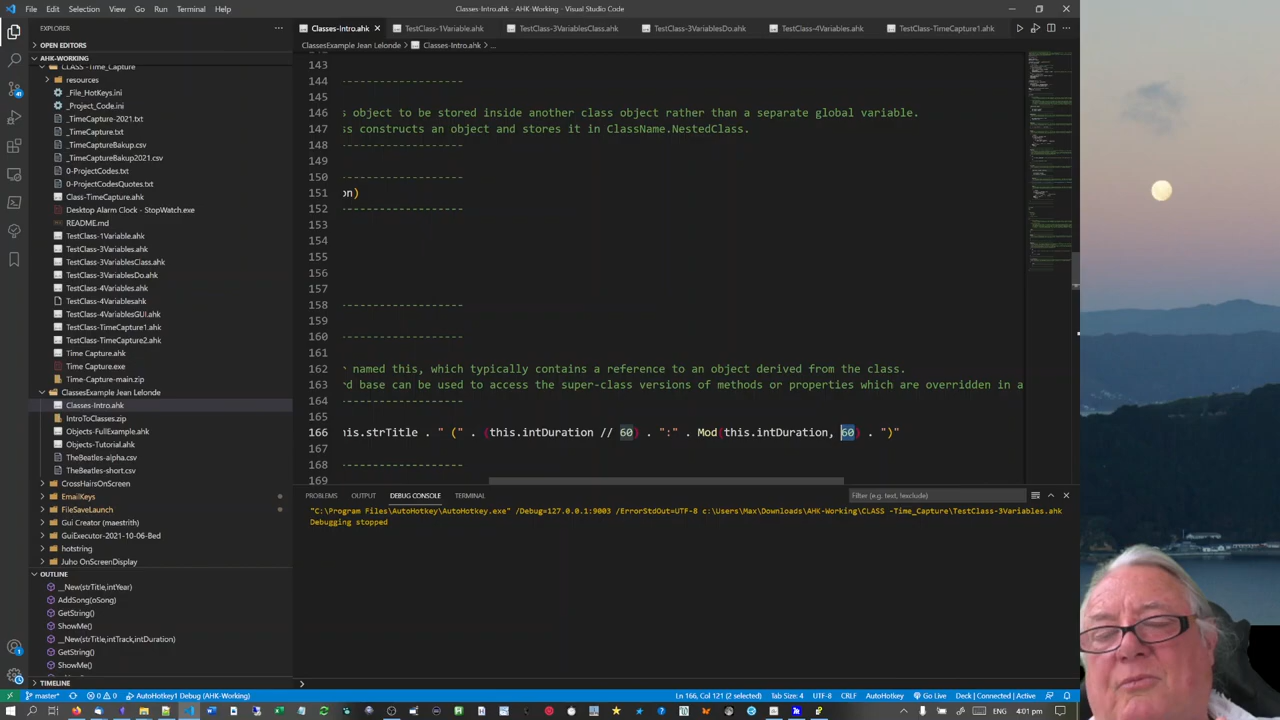 File Edit Selection View Go Run Terminal Help
Classes-Intro.ahk - AHK-Working - Visual Studio Code
EXPLORER
OPEN EDITORS
AHK-WORKING
CLASS -Time_Capture
resources
_File_HotKeys.ini
_Project_Code.ini
_TimeCapture-2021.txt
_TimeCapture.txt
_TimeCaptureBakup.csv
_TimeCaptureBakup2021.csv
0-ProjectCodes.txt
0-ProjectCodesQuotes.txt
Class-TimeCapture.ahk
Desktop Alarm Clock - StopWatch.exe
README.md
TestClass-1Variable.ahk
TestClass-3Variables.ahk
TestClass-3VariablesClass.ahk
TestClass-3VariablesDo.ahk
TestClass-4Variables.ahk
TestClass-4Variablesahk
TestClass-4VariablesGUI.ahk
TestClass-TimeCapture1.ahk
TestClass-TimeCapture2.ahk
Time Capture.ahk
Time Capture.exe
Time-Capture-main.zip
ClassesExample Jean Lelonde
Classes-Intro.ahk
IntroToClasses.zip
Objects-FullExample.ahk
Objects-Tutorial.ahk
TheBeatles-alpha.csv
TheBeatles-short.csv
CrossHairsOnScreen
EmailKeys
FileSaveLaunch
Gui Creator (maestrith)
GuiExecutor-2021-10-06-Bed
hotstring
Juho OnScreenDisplay
OUTLINE
__New(strTitle,intYear)
AddSong(oSong)
GetString()
ShowMe()
__New(strTitle,intTrack,intDuration)
GetString()
ShowMe()
TIMELINE
Classes-Intro.ahk
TestClass-1Variable.ahk
TestClass-3VariablesClass.ahk
TestClass-3VariablesDo.ahk
TestClass-4Variables.ahk
TestClass-TimeCapture1.ahk
ClassesExample Jean Lelonde > Classes-Intro.ahk > ...
143
144 ----------------------
145
146 object to be stored inside another class object rather than a separate global variable.
147 ss constructs an object and stores it in ClassName.NestedClass.
148 ----------------------
149
150 ----------------------
151 on)
152 ----------------------
153
154
155
156
157
158 ----------------------
159
160 ----------------------
161
162 r named this, which typically contains a reference to an object derived from the class.
163 rd base can be used to access the super-class versions of methods or properties which are overridden in a
164 ----------------------
165
166 his.strTitle . " (" . (this.intDuration // 60) . ":" . Mod(this.intDuration, 60) . ")"
167
168 ----------------------
169
PROBLEMS OUTPUT DEBUG CONSOLE TERMINAL
Filter (e.g. text, !exclude)
"C:\Program Files\AutoHotkey\AutoHotkey.exe" /Debug=127.0.0.1:9003 /ErrorStdOut=UTF-8 c:\Users\Max\Downloads\AHK-Working\CLASS -Time_Capture\TestClass-3Variables.ahk
Debugging stopped
master* 0 0 AutoHotkey1 Debug (AHK-Working)
Ln 166, Col 121 (2 selected) Tab Size: 4 UTF-8 CRLF AutoHotkey Go Live Deck | Connected | Active
ENG 4:01 pm